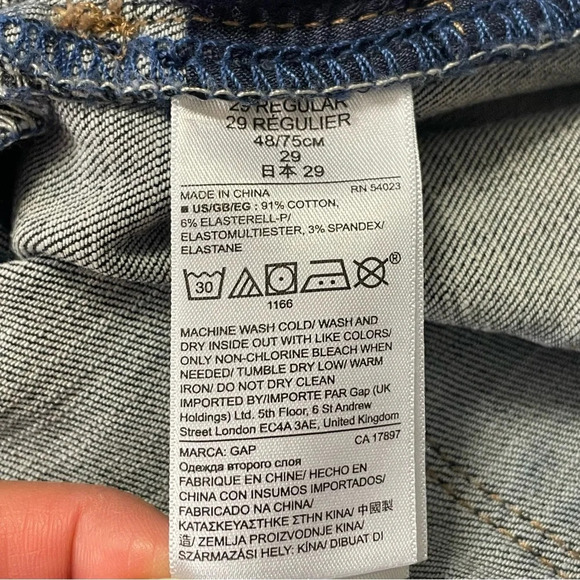 29 REGULAR
29 RÉGULIER
48/75CM
29
日本 29
MADE IN CHINA RN 54023
US/GB/EG : 91% COTTON,
6% ELASTERELL-P/
ELASTOMULTIESTER, 3% SPANDEX/
ELASTANE
30
®
1166
MACHINE WASH COLD/ WASH AND
DRY INSIDE OUT WITH LIKE COLORS/
ONLY NON-CHLORINE BLEACH WHEN
NEEDED/ TUMBLE DRY LOW/ WARM
IRON/ DO NOT DRY CLEAN
IMPORTED BY/IMPORTE PAR Gap (UK
Holdings) Ltd. 5th Floor, 6 St Andrew
Street London EC4A 3AE, United Kingdom
MARCA: GAP CA 17897
Одежда второго слоя
FABRIQUE EN CHINE/ HECHO EN
CHINA CON INSUMOS IMPORTADOS/
FABRICADO NA CHINA/
ΚΑΤΑΣΚΕΥΑΣΤΗΚΕ ΣΤΗΝ ΚΙΝΑ/ 中國製
造/ ZEMLJA PROIZVODNJE KINA/
SZÁRMAZÁSI HELY: KÍNA/ DIBUAT DI